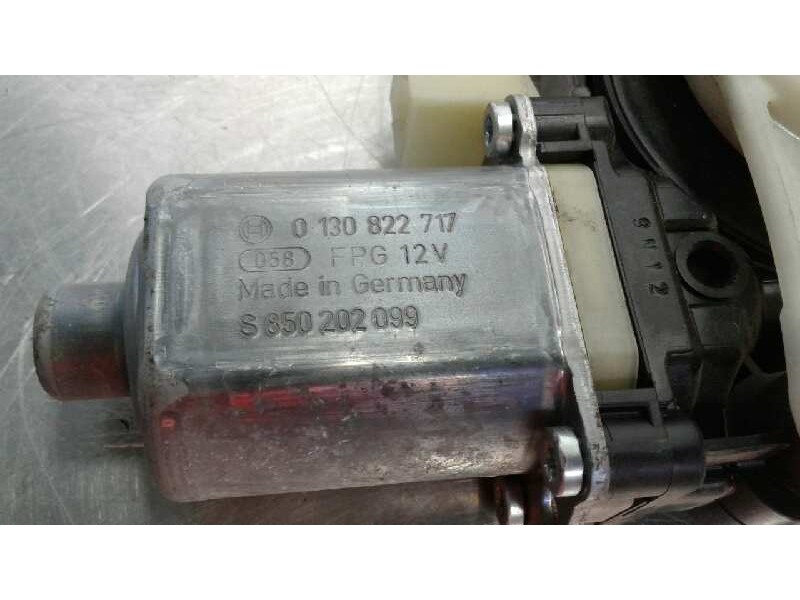 0 130 822 717
058 FPG 12V
Made in Germany
S 850 202 099